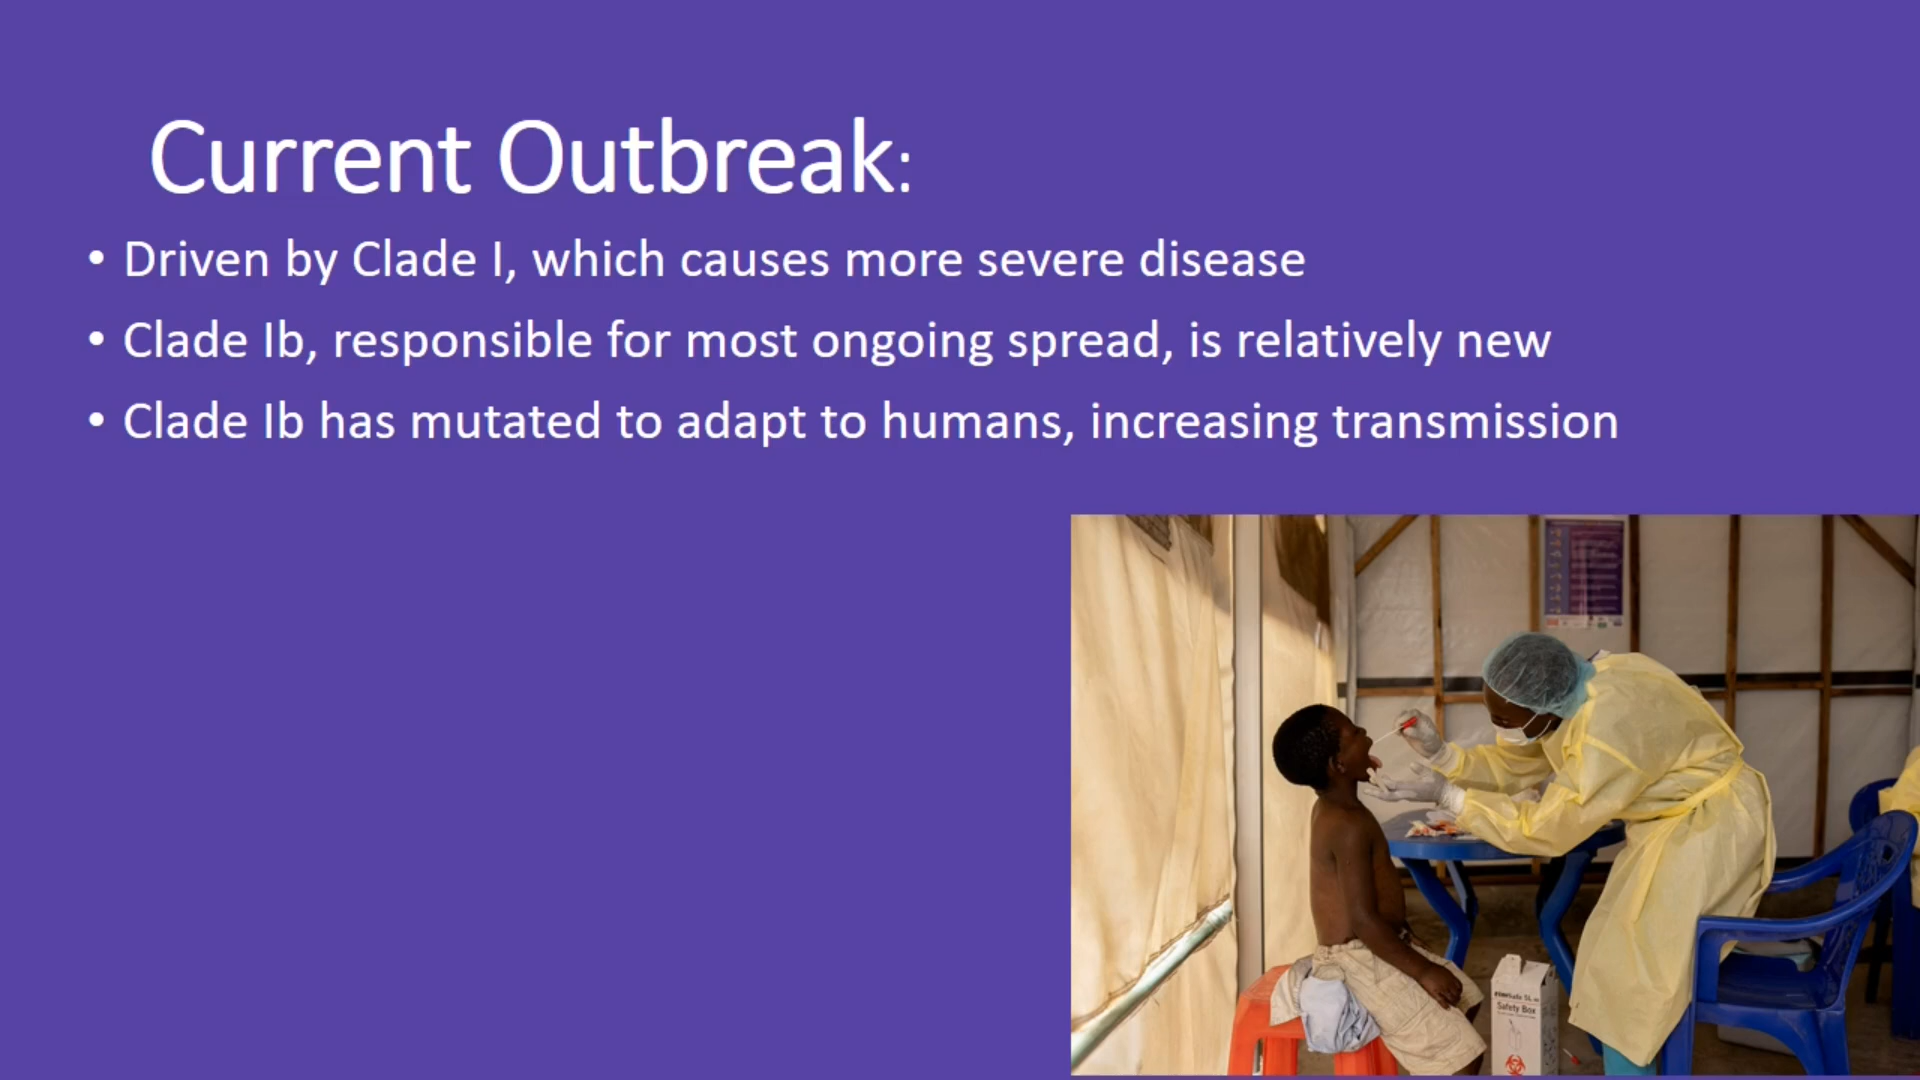 Current Outbreak:
• Driven by Clade I, which causes more severe disease
• Clade Ib, responsible for most ongoing spread, is relatively new
• Clade Ib has mutated to adapt to humans, increasing transmission
Safety Box